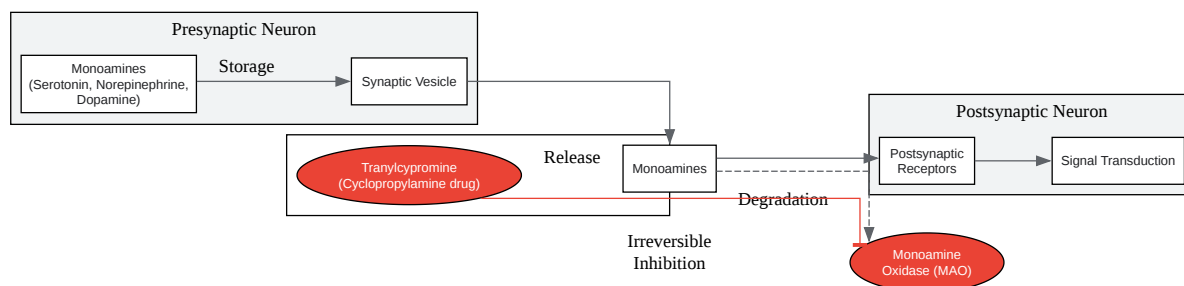 Presynaptic Neuron
Monoamines
(Serotonin, Norepinephrine,
Dopamine)
Storage
Synaptic Vesicle
Postsynaptic Neuron
Tranylcypromine
(Cyclopropylamine drug)
Release
Monoamines
Postsynaptic
Receptors
Signal Transduction
Degradation
Irreversible
Inhibition
Monoamine
Oxidase (MAO)